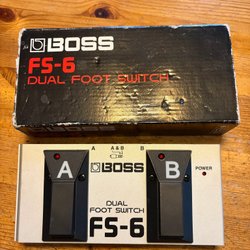 BOSS
FS-6
DUAL FOOT SWITCH
A A&B B
BOSS
A B
POWER
DUAL
FOOT SWITCH
FS-6